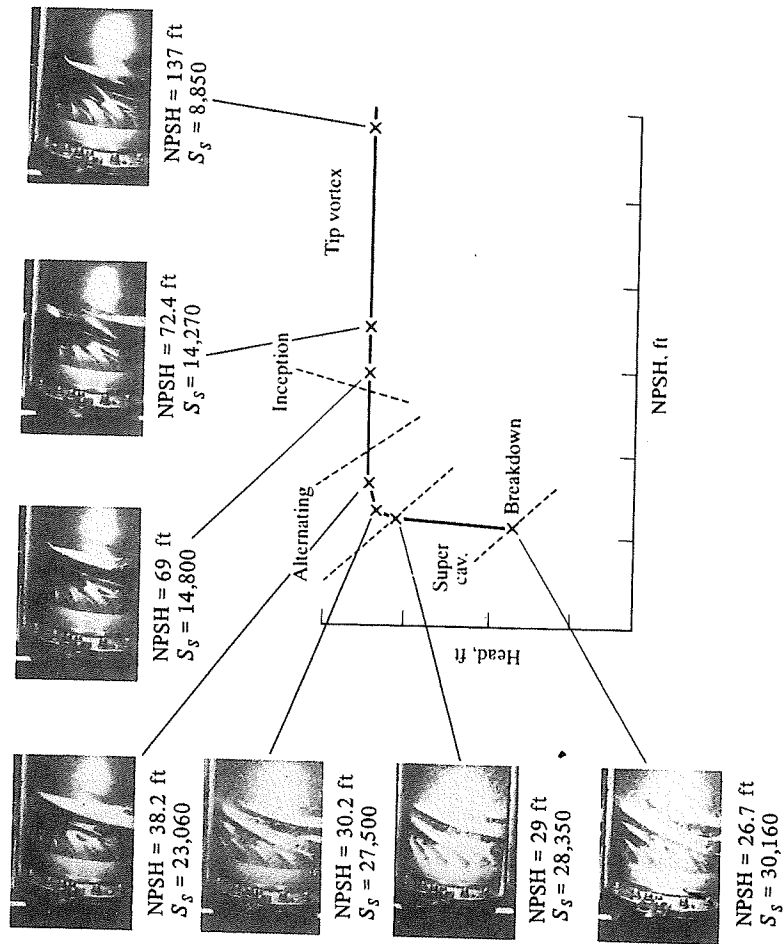 NPSH = 38.2 ft
S_s = 23,060
NPSH = 69 ft
S_s = 14,800
NPSH = 72.4 ft
S_s = 14,270
NPSH = 137 ft
S_s = 8,850
NPSH = 30.2 ft
S_s = 27,500
NPSH = 29 ft
S_s = 28,350
NPSH = 26.7 ft
S_s = 30,160
Alternating
Inception
Tip vortex
Super
cav.
Breakdown
Head, ft
NPSH, ft